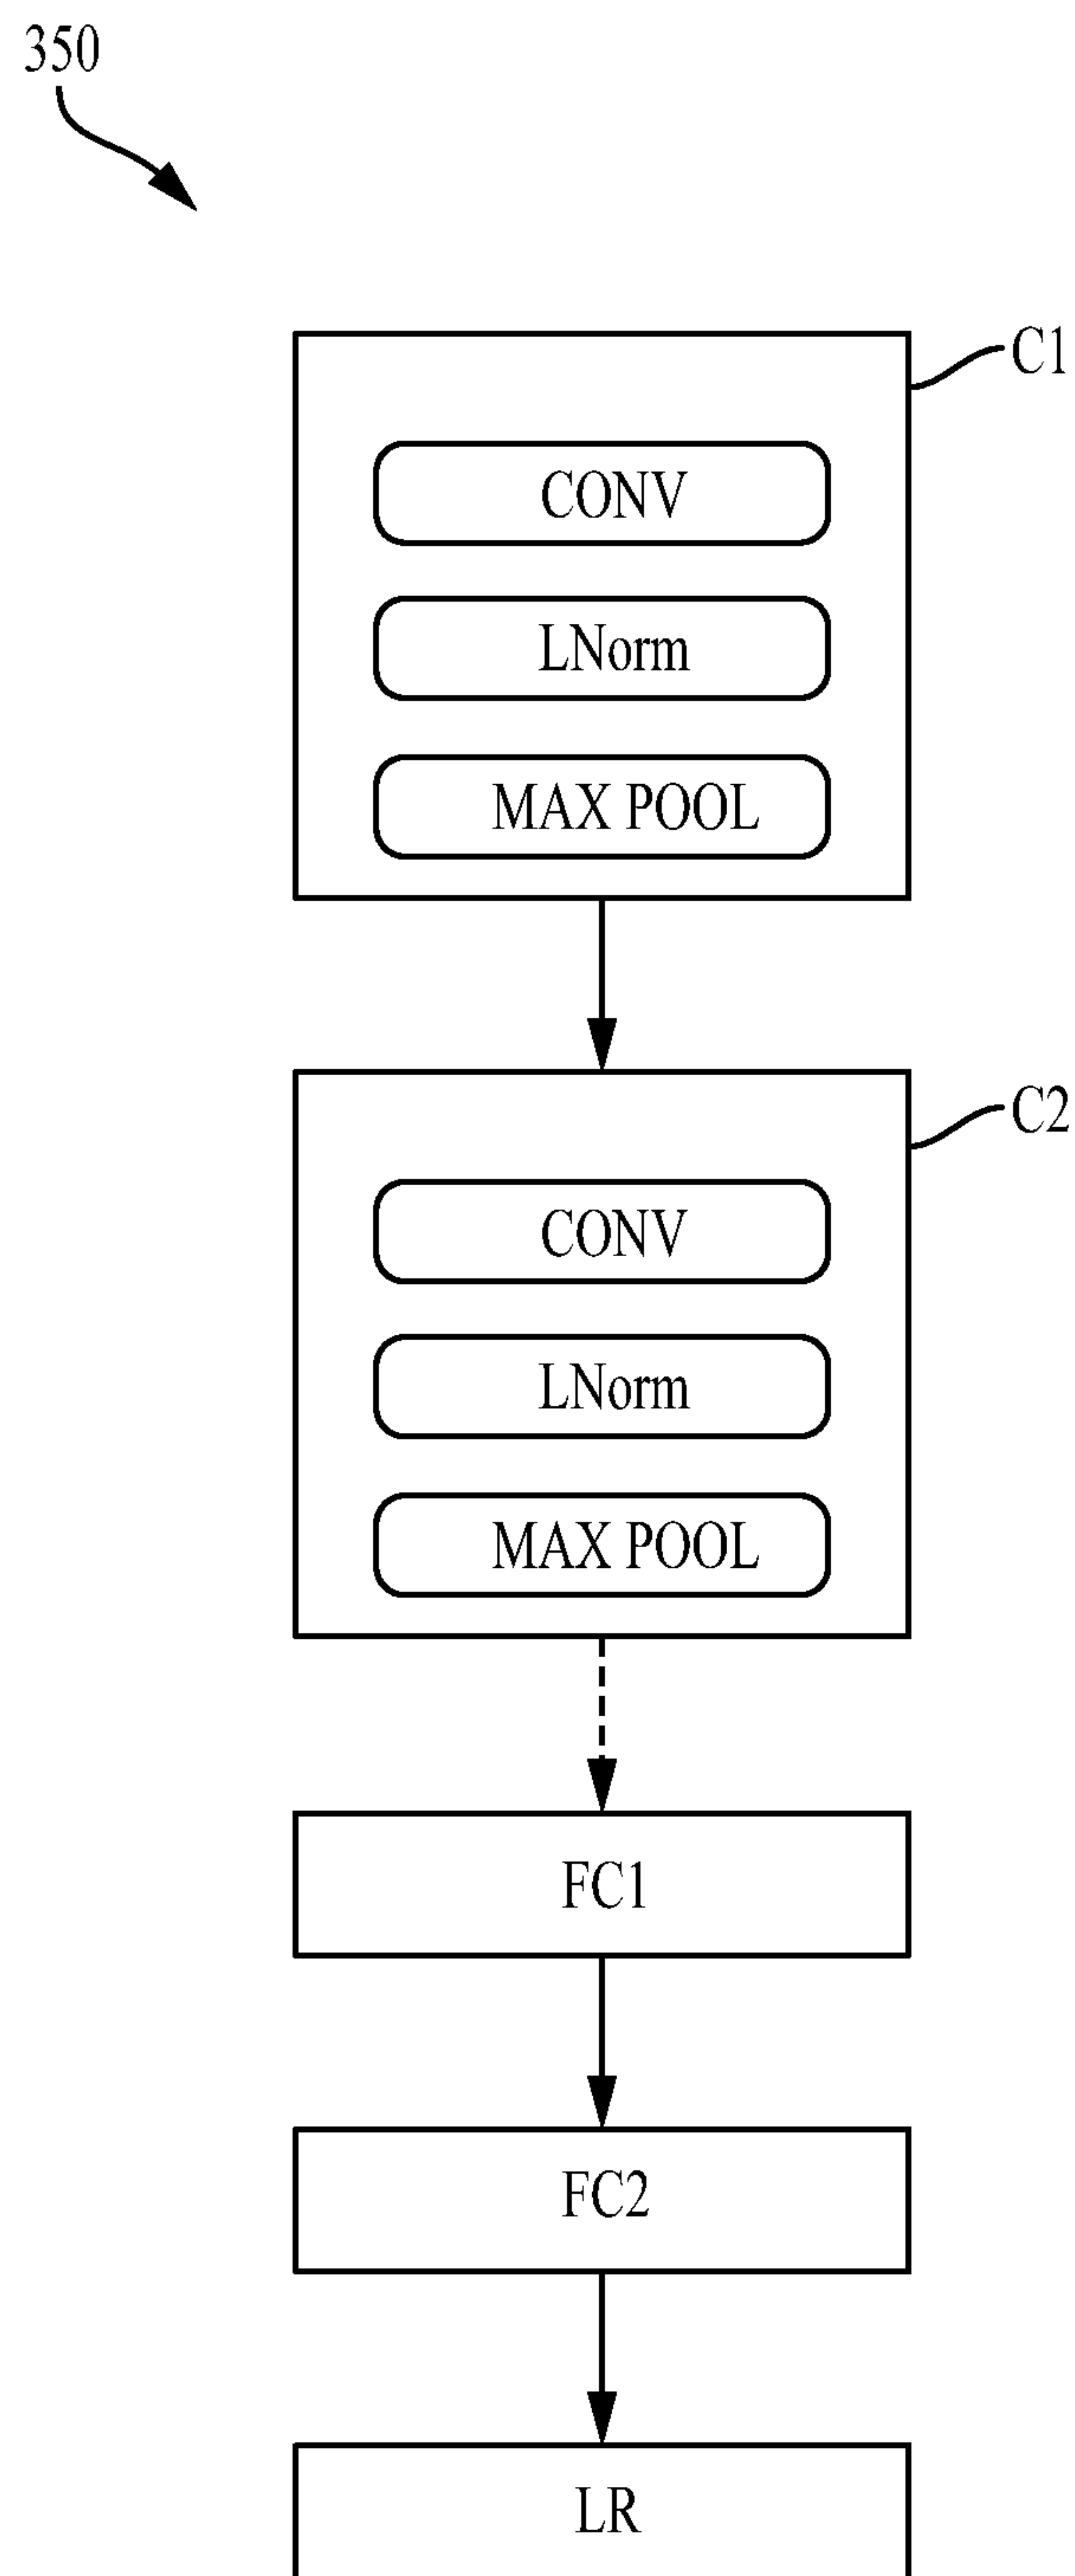 350
C1
CONV
LNorm
MAX POOL
C2
CONV
LNorm
MAX POOL
FC1
FC2
LR